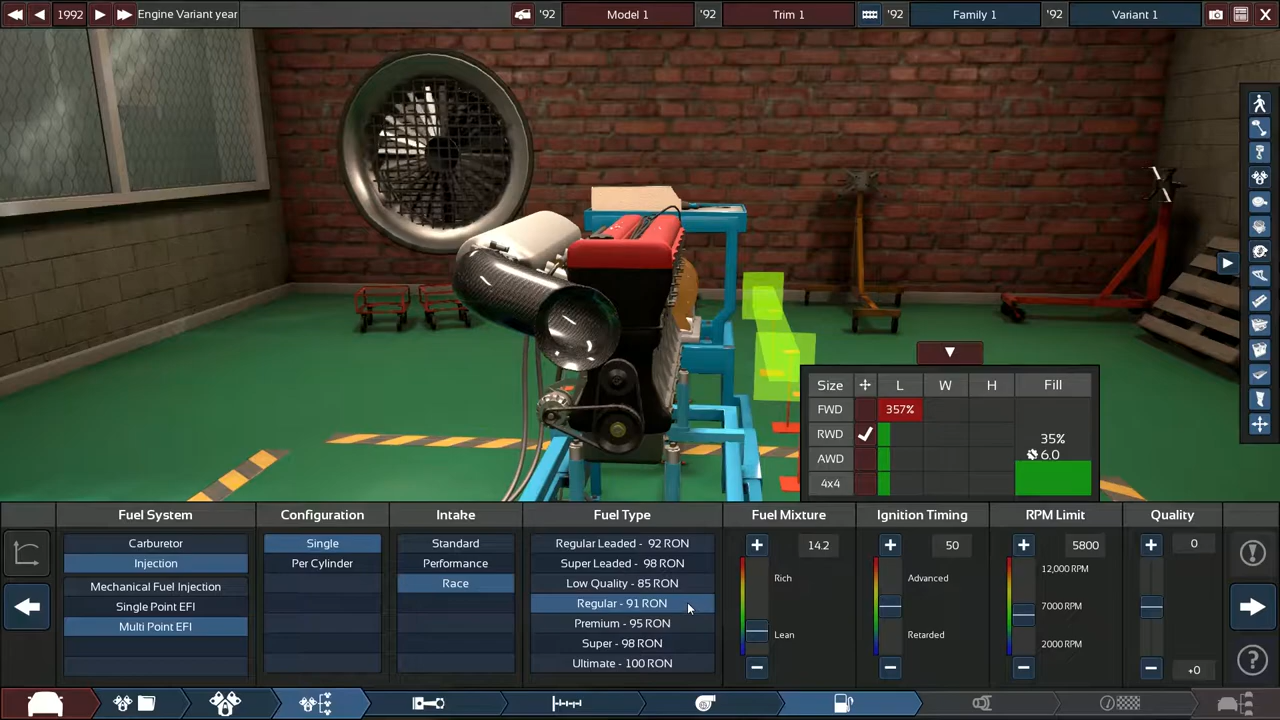 1992 Engine Variant year '92 Model 1 '92 Trim 1 '92 Family 1 '92 Variant 1
Size L W H Fill
FWD 357%
RWD
AWD
4x4
35%
6.0
Fuel System
Carburetor
Injection
Mechanical Fuel Injection
Single Point EFI
Multi Point EFI
Configuration
Single
Per Cylinder
Intake
Standard
Performance
Race
Fuel Type
Regular Leaded - 92 RON
Super Leaded - 98 RON
Low Quality - 85 RON
Regular - 91 RON
Premium - 95 RON
Super - 98 RON
Ultimate - 100 RON
Fuel Mixture
14.2
Rich
Lean
Ignition Timing
50
Advanced
Retarded
RPM Limit
5800
12,000 RPM
7000 RPM
2000 RPM
Quality
0
+0